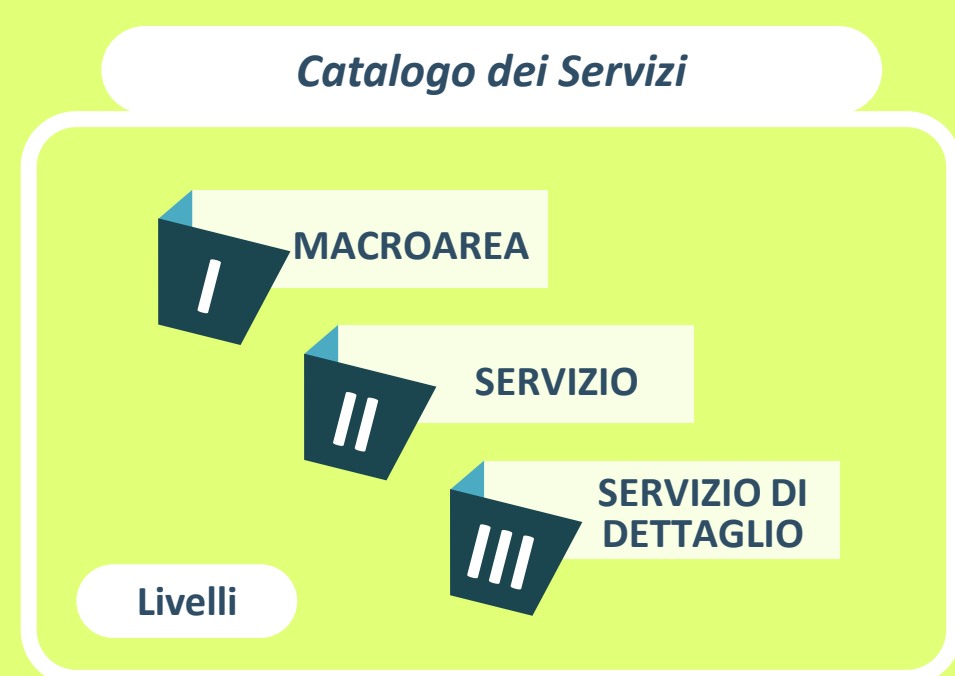 Catalogo dei Servizi
I
MACROAREA
II
SERVIZIO
III
SERVIZIO DI
DETTAGLIO
Livelli